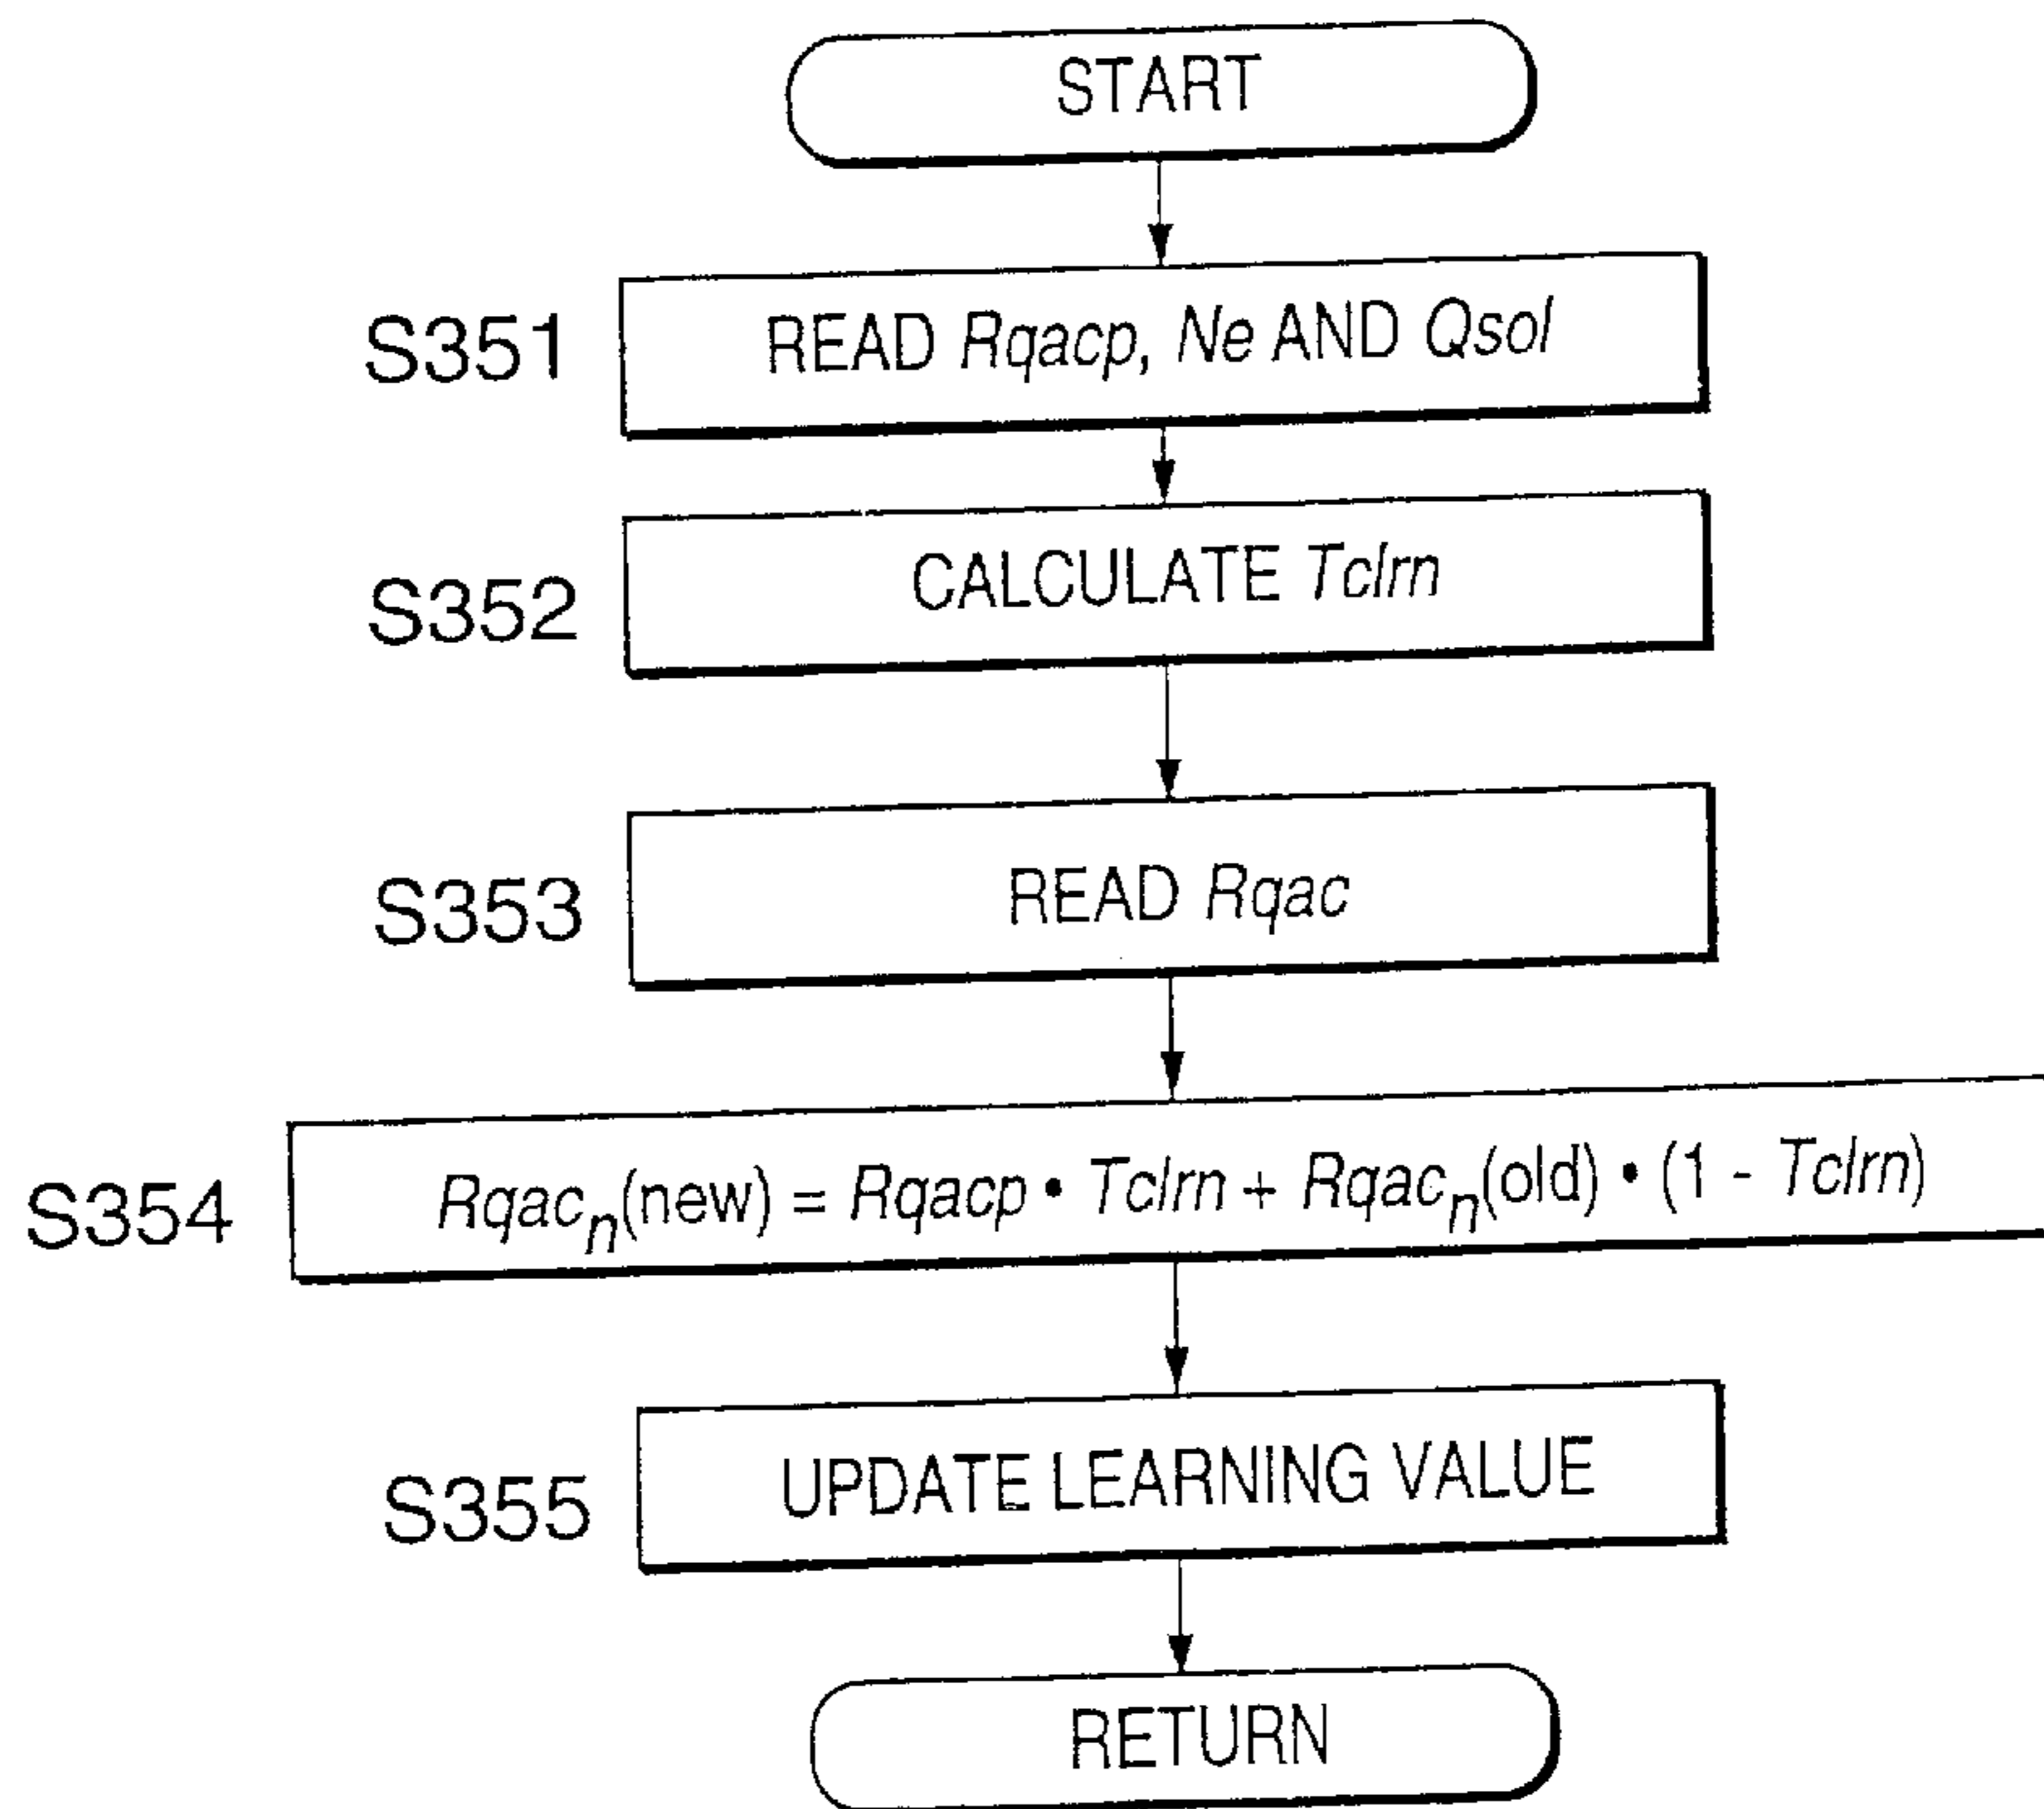 START
S351 READ Rqacp, Ne AND Qsol
S352 CALCULATE Tclrn
S353 READ Rqac
S354 Rqacn(new) = Rqacp • Tclrn + Rqacn(old) • (1 - Tclrn)
S355 UPDATE LEARNING VALUE
RETURN